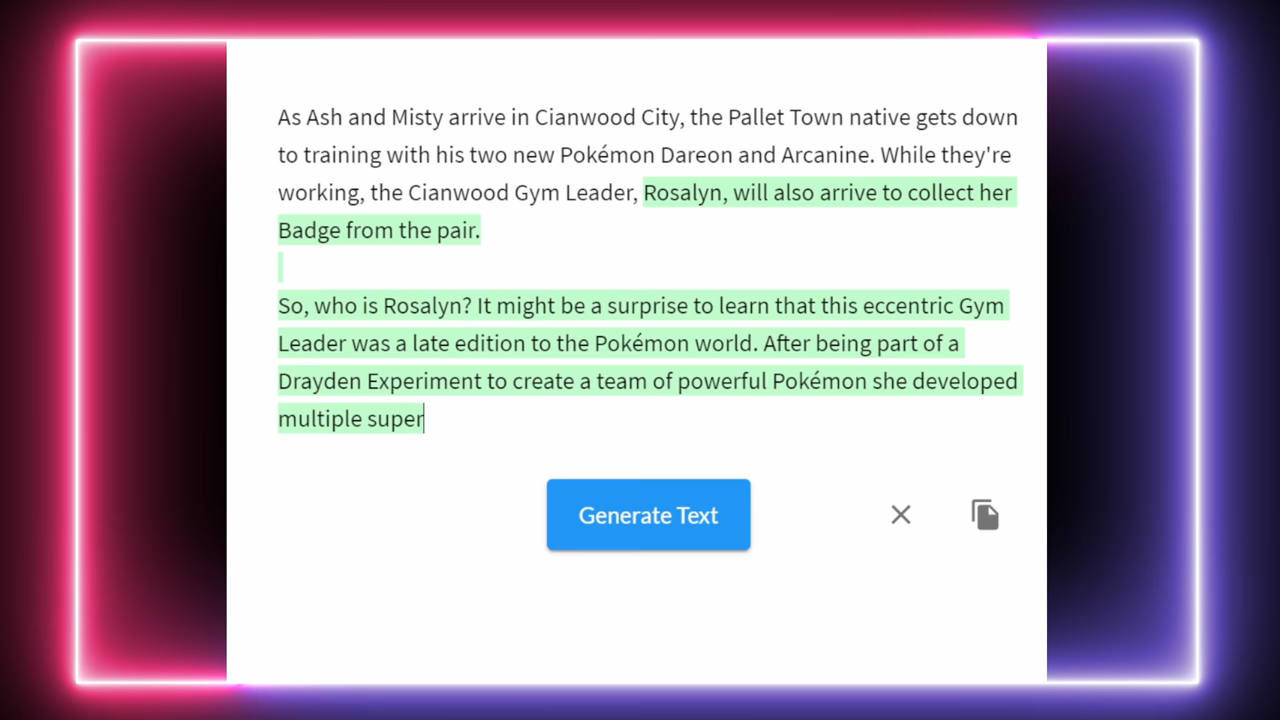 As Ash and Misty arrive in Cianwood City, the Pallet Town native gets down
to training with his two new Pokémon Dareon and Arcanine. While they're
working, the Cianwood Gym Leader, Rosalyn, will also arrive to collect her
Badge from the pair.
So, who is Rosalyn? It might be a surprise to learn that this eccentric Gym
Leader was a late edition to the Pokémon world. After being part of a
Drayden Experiment to create a team of powerful Pokémon she developed
multiple super
Generate Text